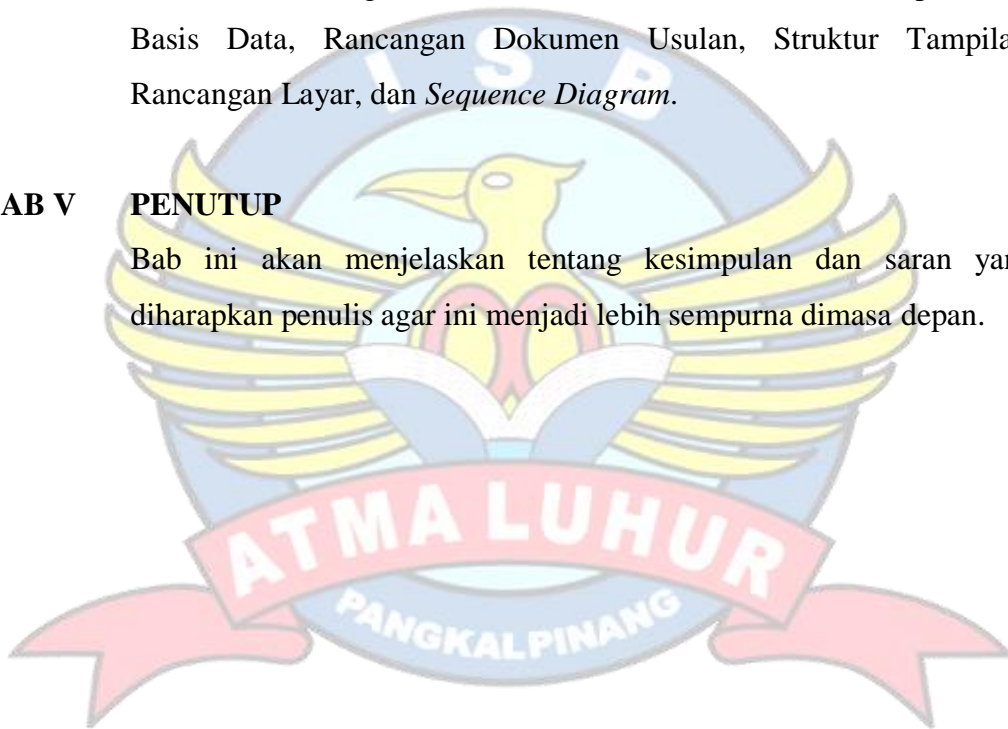 Basis Data, Rancangan Dokumen Usulan, Struktur Tampila
Rancangan Layar, dan Sequence Diagram.
AB V PENUTUP
Bab ini akan menjelaskan tentang kesimpulan dan saran yan
diharapkan penulis agar ini menjadi lebih sempurna dimasa depan.
I S B
ATMA LUHUR
PANGKALPINANG